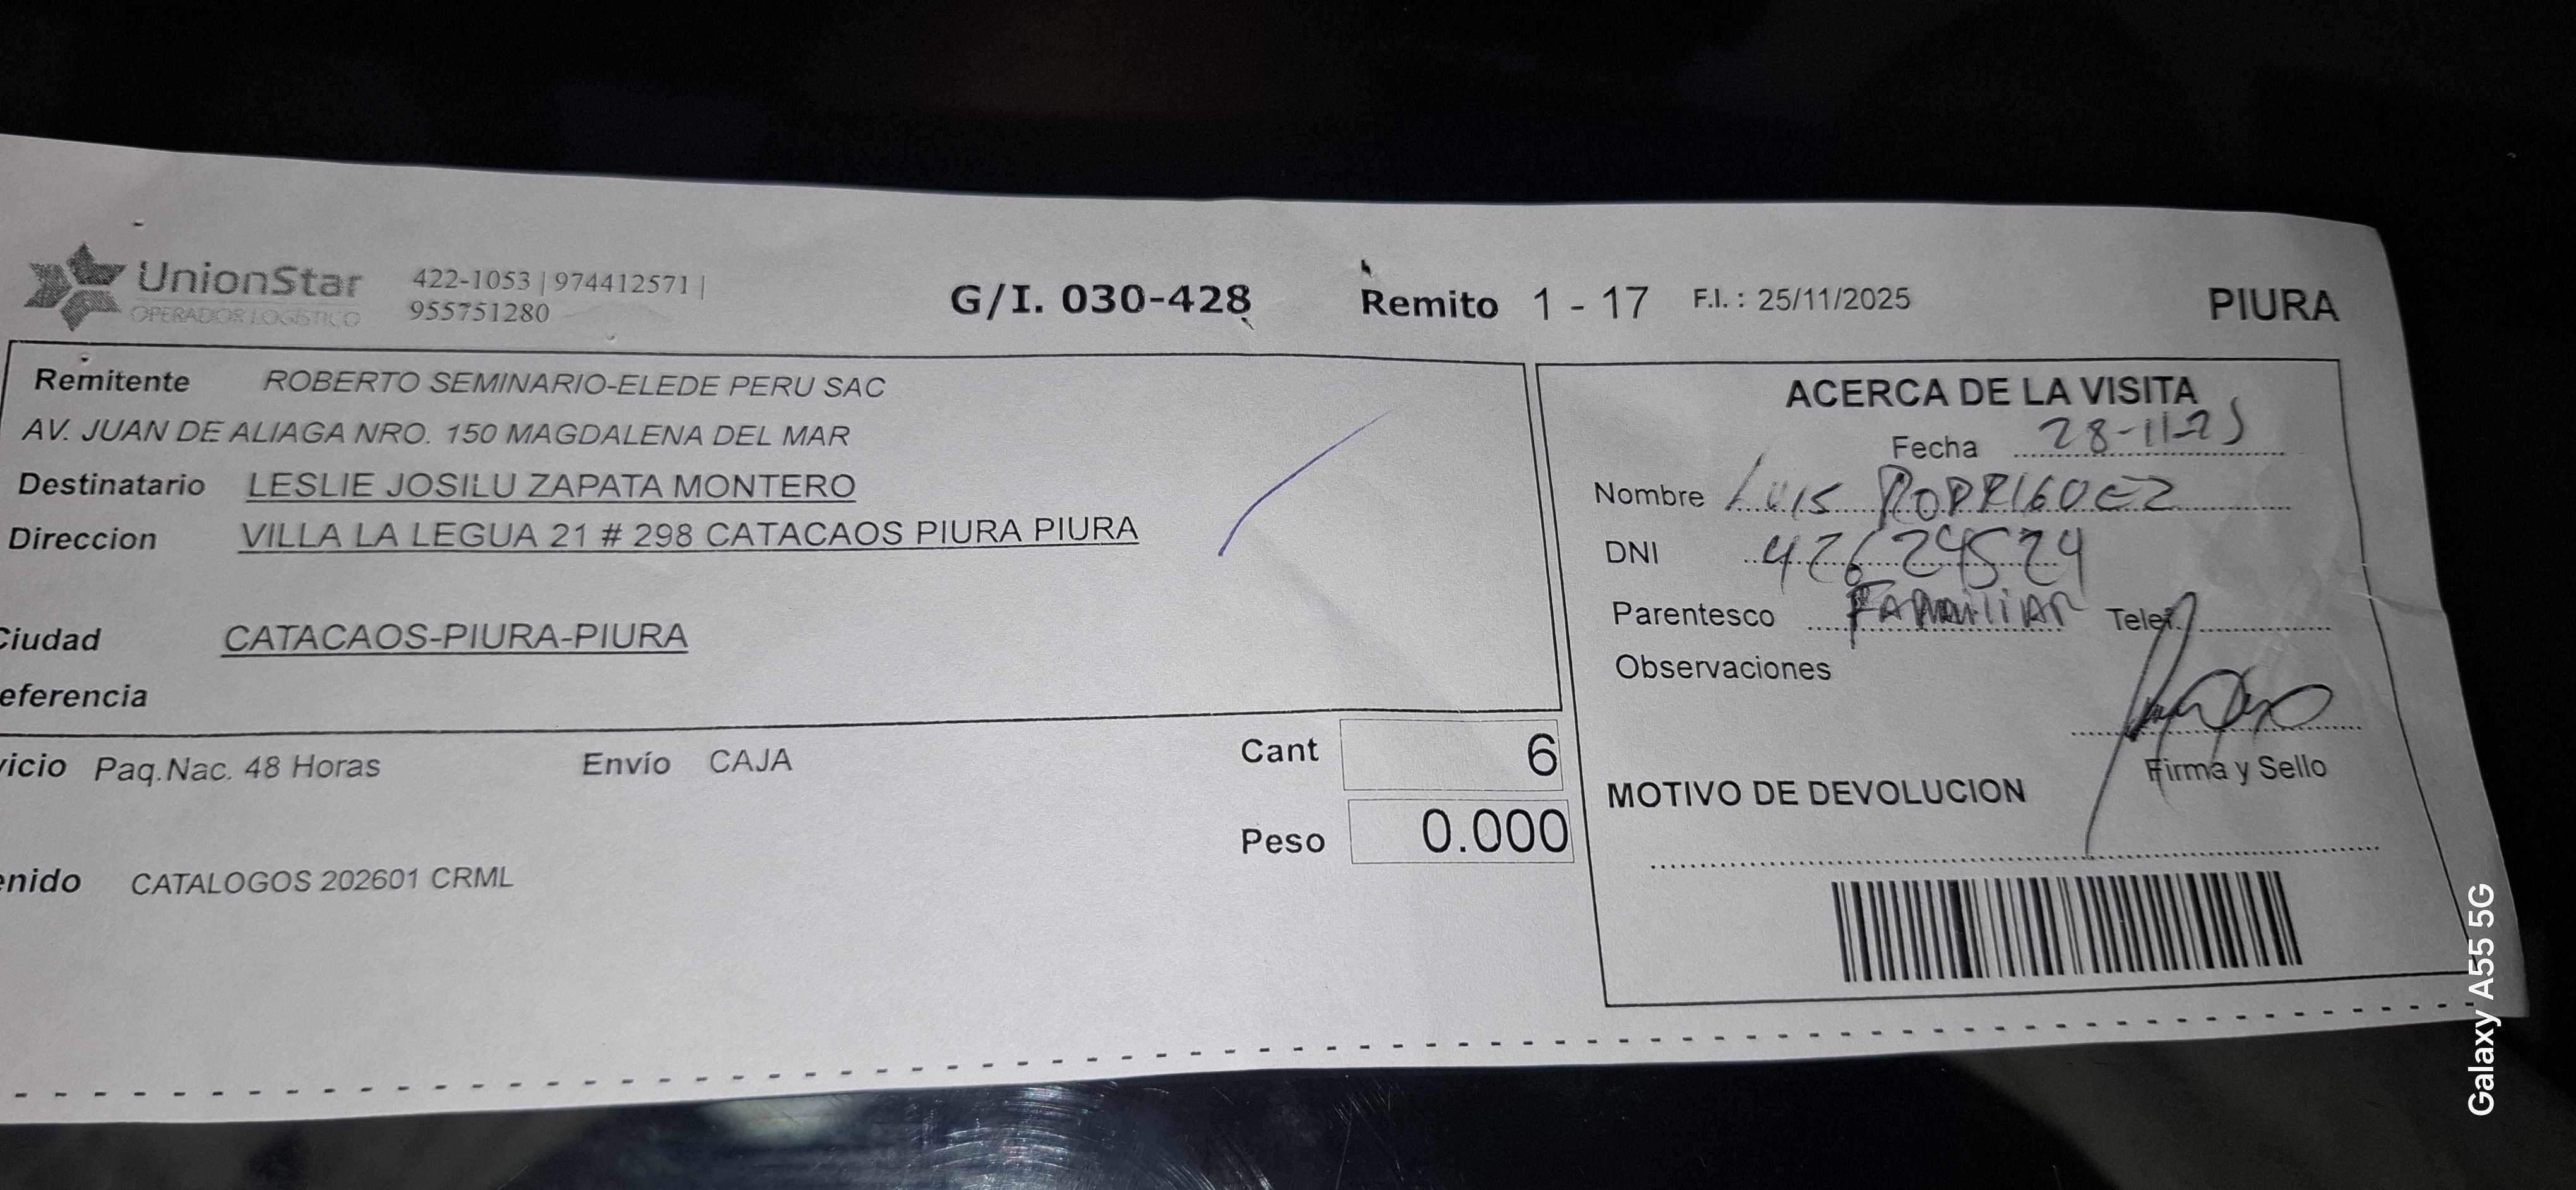 UnionStar
OPERADOR LOGÍSTICO
422-1053 | 974412571 |
955751280
G/I. 030-428
Remito 1 - 17
F.I. : 25/11/2025
PIURA
Remitente ROBERTO SEMINARIO-ELEDE PERU SAC
AV. JUAN DE ALIAGA NRO. 150 MAGDALENA DEL MAR
Destinatario LESLIE JOSILU ZAPATA MONTERO
Direccion VILLA LA LEGUA 21 # 298 CATACAOS PIURA PIURA
Ciudad CATACAOS-PIURA-PIURA
eferencia
vicio Paq.Nac. 48 Horas Envío CAJA
Cant 6
Peso 0.000
enido CATALOGOS 202601 CRML
ACERCA DE LA VISITA
Fecha 28-11-25
Nombre LUIS RODRIGUEZ
DNI 42624524
Parentesco FAMILIAR Telef.
Observaciones
Firma y Sello
MOTIVO DE DEVOLUCION
Galaxy A55 5G